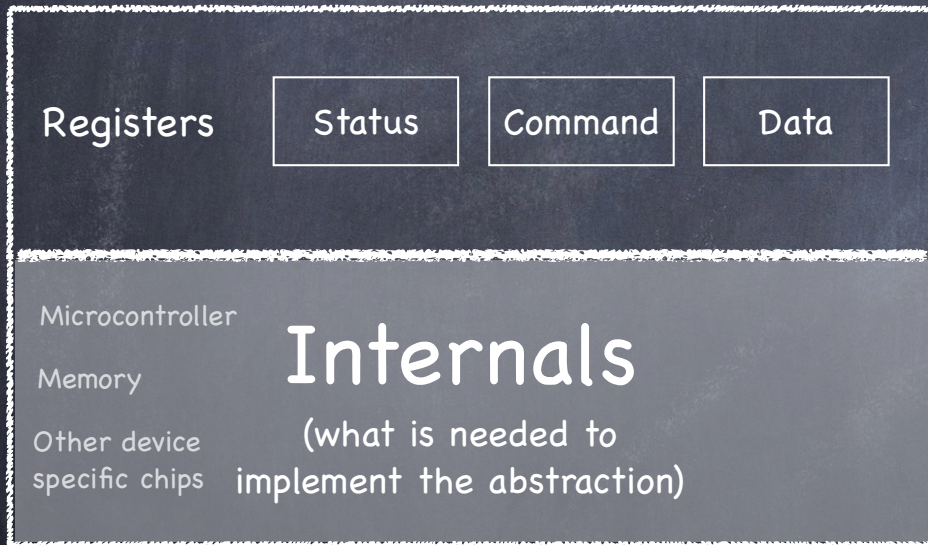 Registers
Status
Command
Data
Microcontroller
Memory
Other device
specific chips
Internals
(what is needed to
implement the abstraction)